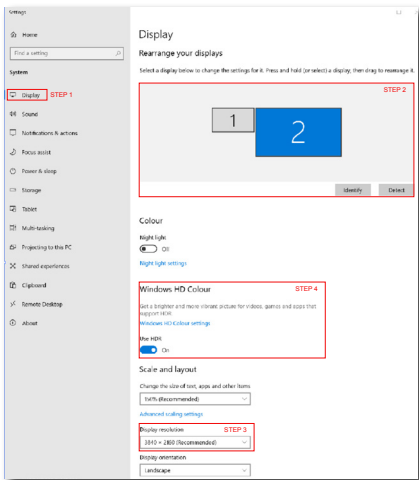 Settings
Home
Find a setting
System
Display
STEP 1
Sound
Notifications & actions
Focus assist
Power & sleep
Storage
Tablet
Multi-tasking
Projecting to this PC
Shared experiences
Clipboard
Remote Desktop
About
Display
Rearrange your displays
Select a display below to change the settings for it. Press and hold (or select) a display, then drag to rearrange it.
STEP 2
1
2
Identify
Detect
Colour
Night light
Off
Night light settings
Windows HD Colour
STEP 4
Get a brighter and more vibrant picture for videos, games and apps that
support HDR.
Windows HD Colour settings
Use HDR
On
Scale and layout
Change the size of text, apps and other items
(Recommended)
Advanced scaling settings
Display resolution
STEP 3
3840 × 2160 (Recommended)
Display orientation
Landscape